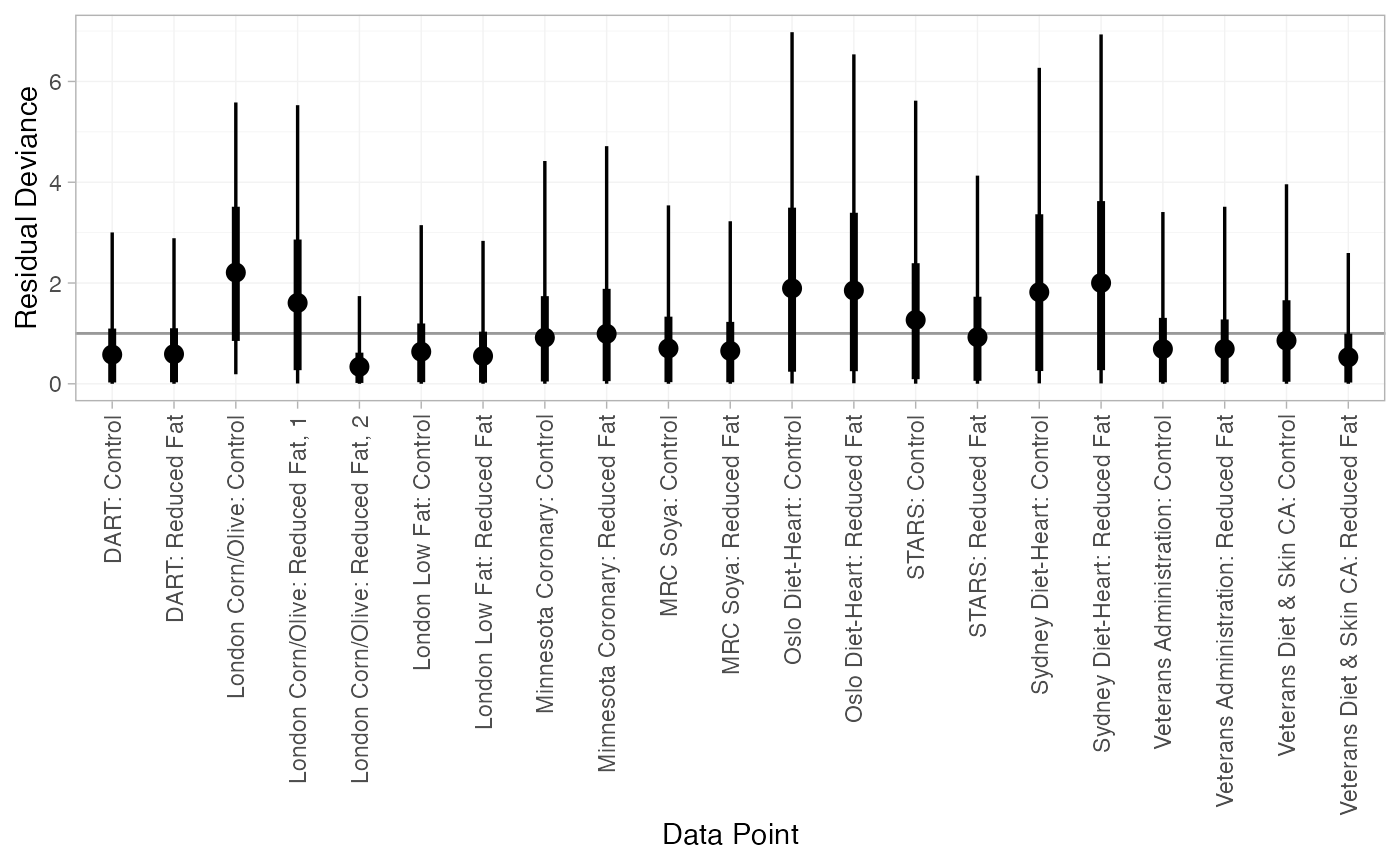 Residual Deviance
6
4
2
0
DART: Control
DART: Reduced Fat
London Corn/Olive: Control
London Corn/Olive: Reduced Fat, 1
London Corn/Olive: Reduced Fat, 2
London Low Fat: Control
London Low Fat: Reduced Fat
Minnesota Coronary: Control
Minnesota Coronary: Reduced Fat
MRC Soya: Control
MRC Soya: Reduced Fat
Oslo Diet-Heart: Control
Oslo Diet-Heart: Reduced Fat
STARS: Control
STARS: Reduced Fat
Sydney Diet-Heart: Control
Sydney Diet-Heart: Reduced Fat
Veterans Administration: Control
Veterans Administration: Reduced Fat
Veterans Diet & Skin CA: Control
Veterans Diet & Skin CA: Reduced Fat
Data Point